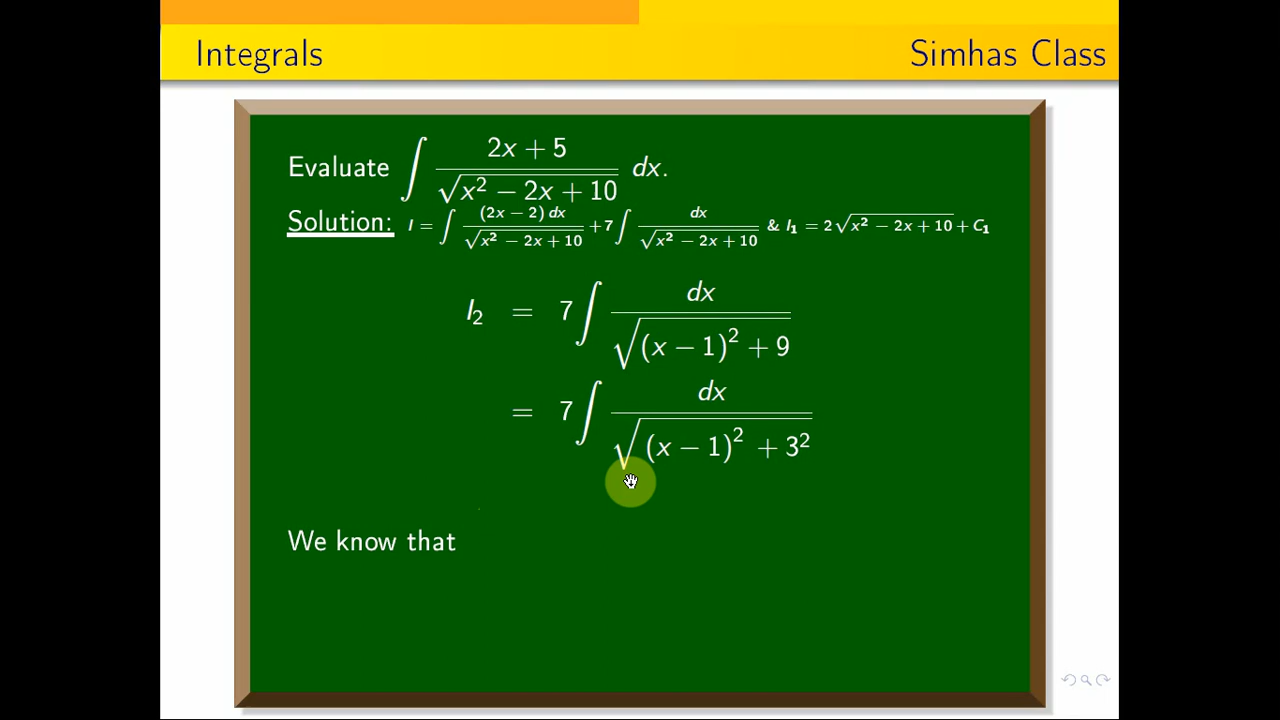 Integrals Simhas Class
Evaluate ∫ (2x + 5)/√(x² − 2x + 10) dx.
Solution: I = ∫ (2x − 2) dx/√(x² − 2x + 10) + 7 ∫ dx/√(x² − 2x + 10) & I₁ = 2√(x² − 2x + 10) + C₁
I₂ = 7 ∫ dx/√((x − 1)² + 9)
= 7 ∫ dx/√((x − 1)² + 3²)
We know that